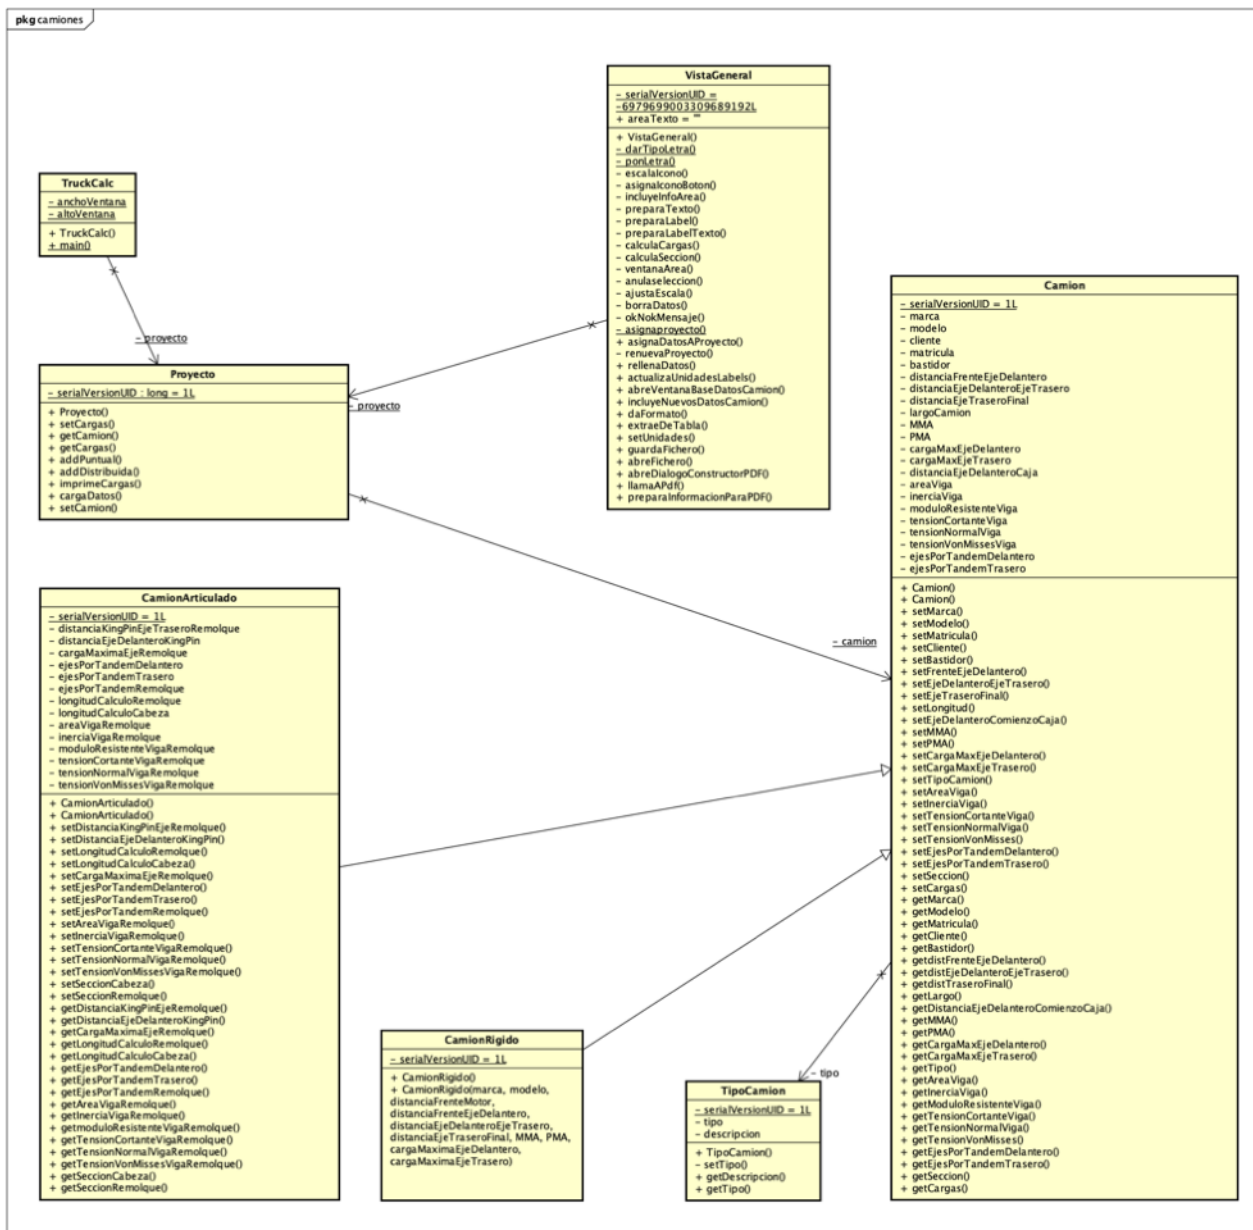 pkg camiones
VistaGeneral
- serialVersionUID =
-6979699003309689192L
+ areaTexto = ""
+ VistaGeneral()
- darTipoLetra()
- ponLetra()
- escalaIcono()
- asignaIconoBoton()
- incluyeInfoArea()
- preparaTexto()
- preparaLabel()
- preparaLabelTexto()
- calculaCargas()
- calculaSeccion()
- ventanaArea()
- anulaseleccion()
- ajustaEscala()
- borraDatos()
- okNokMensaje()
- asignaproyecto()
+ asignaDatosAProyecto()
- renuevaProyecto()
+ rellenaDatos()
+ actualizaUnidadesLabels()
+ abreVentanaBaseDatosCamion()
+ incluyeNuevosDatosCamion()
+ daFormato()
+ extraeDeTabla()
+ setUnidades()
+ guardaFichero()
+ abreFichero()
+ abreDialogoConstructorPDF()
+ llamaAPdf()
+ preparaInformacionParaPDF()
TruckCalc
- anchoVentana
- altoVentana
+ TruckCalc()
+ main()
- proyecto
Proyecto
- serialVersionUID : long = 1L
+ Proyecto()
+ setCargas()
+ getCamion()
+ getCargas()
+ addPuntual()
+ addDistribuida()
+ imprimeCargas()
+ cargaDatos()
+ setCamion()
- proyecto
- camion
Camion
- serialVersionUID = 1L
- marca
- modelo
- cliente
- matricula
- bastidor
- distanciaFrenteEjeDelantero
- distanciaEjeDelanteroEjeTrasero
- distanciaEjeTraseroFinal
- largoCamion
- MMA
- PMA
- cargaMaxEjeDelantero
- cargaMaxEjeTrasero
- distanciaEjeDelanteroCaja
- areaViga
- inerciaViga
- moduloResistenteViga
- tensionCortanteViga
- tensionNormalViga
- tensionVonMissesViga
- ejesPorTandemDelantero
- ejesPorTandemTrasero
+ Camion()
+ Camion()
+ setMarca()
+ setModelo()
+ setMatricula()
+ setCliente()
+ setBastidor()
+ setFrenteEjeDelantero()
+ setEjeDelanteroEjeTrasero()
+ setEjeTraseroFinal()
+ setLongitud()
+ setEjeDelanteroComienzoCaja()
+ setMMA()
+ setPMA()
+ setCargaMaxEjeDelantero()
+ setCargaMaxEjeTrasero()
+ setTipoCamion()
+ setAreaViga()
+ setInerciaViga()
+ setTensionCortanteViga()
+ setTensionNormalViga()
+ setTensionVonMisses()
+ setEjesPorTandemDelantero()
+ setEjesPorTandemTrasero()
+ setSeccion()
+ setCargas()
+ getMarca()
+ getModelo()
+ getMatricula()
+ getCliente()
+ getBastidor()
+ getdistFrenteEjeDelantero()
+ getdistEjeDelanteroEjeTrasero()
+ getdistTraseroFinal()
+ getLargo()
+ getDistanciaEjeDelanteroComienzoCaja()
+ getMMA()
+ getPMA()
+ getCargaMaxEjeDelantero()
+ getCargaMaxEjeTrasero()
+ getTipo()
+ getAreaViga()
+ getInerciaViga()
+ getModuloResistenteViga()
+ getTensionCortanteViga()
+ getTensionNormalViga()
+ getTensionVonMisses()
+ getEjesPorTandemDelantero()
+ getEjesPorTandemTrasero()
+ getSeccion()
+ getCargas()
CamionArticulado
- serialVersionUID = 1L
- distanciaKingPinEjeTraseroRemolque
- distanciaEjeDelanteroKingPin
- cargaMaximaEjeRemolque
- ejesPorTandemDelantero
- ejesPorTandemTrasero
- ejesPorTandemRemolque
- longitudCalculoRemolque
- longitudCalculoCabeza
- areaVigaRemolque
- inerciaVigaRemolque
- moduloResistenteVigaRemolque
- tensionCortanteVigaRemolque
- tensionNormalVigaRemolque
- tensionVonMissesVigaRemolque
+ CamionArticulado()
+ CamionArticulado()
+ setDistanciaKingPinEjeRemolque()
+ setDistanciaEjeDelanteroKingPin()
+ setLongitudCalculoRemolque()
+ setLongitudCalculoCabeza()
+ setCargaMaximaEjeRemolque()
+ setEjesPorTandemDelantero()
+ setEjesPorTandemTrasero()
+ setEjesPorTandemRemolque()
+ setAreaVigaRemolque()
+ setInerciaVigaRemolque()
+ setTensionCortanteVigaRemolque()
+ setTensionNormalVigaRemolque()
+ setTensionVonMissesVigaRemolque()
+ setSeccionCabeza()
+ setSeccionRemolque()
+ getDistanciaKingPinEjeRemolque()
+ getDistanciaEjeDelanteroKingPin()
+ getCargaMaximaEjeRemolque()
+ getLongitudCalculoRemolque()
+ getLongitudCalculoCabeza()
+ getEjesPorTandemDelantero()
+ getEjesPorTandemTrasero()
+ getEjesPorTandemRemolque()
+ getAreaVigaRemolque()
+ getInerciaVigaRemolque()
+ getmoduloResistenteVigaRemolque()
+ getTensionCortanteVigaRemolque()
+ getTensionNormalVigaRemolque()
+ getTensionVonMissesVigaRemolque()
+ getSeccionCabeza()
+ getSeccionRemolque()
CamionRigido
- serialVersionUID = 1L
+ CamionRigido()
+ CamionRigido(marca, modelo,
distanciaFrenteMotor,
distanciaFrenteEjeDelantero,
distanciaEjeDelanteroEjeTrasero,
distanciaEjeTraseroFinal, MMA, PMA,
cargaMaximaEjeDelantero,
cargaMaximaEjeTrasero)
- tipo
TipoCamion
- serialVersionUID = 1L
- tipo
- descripcion
+ TipoCamion()
- setTipo()
+ getDescripcion()
+ getTipo()